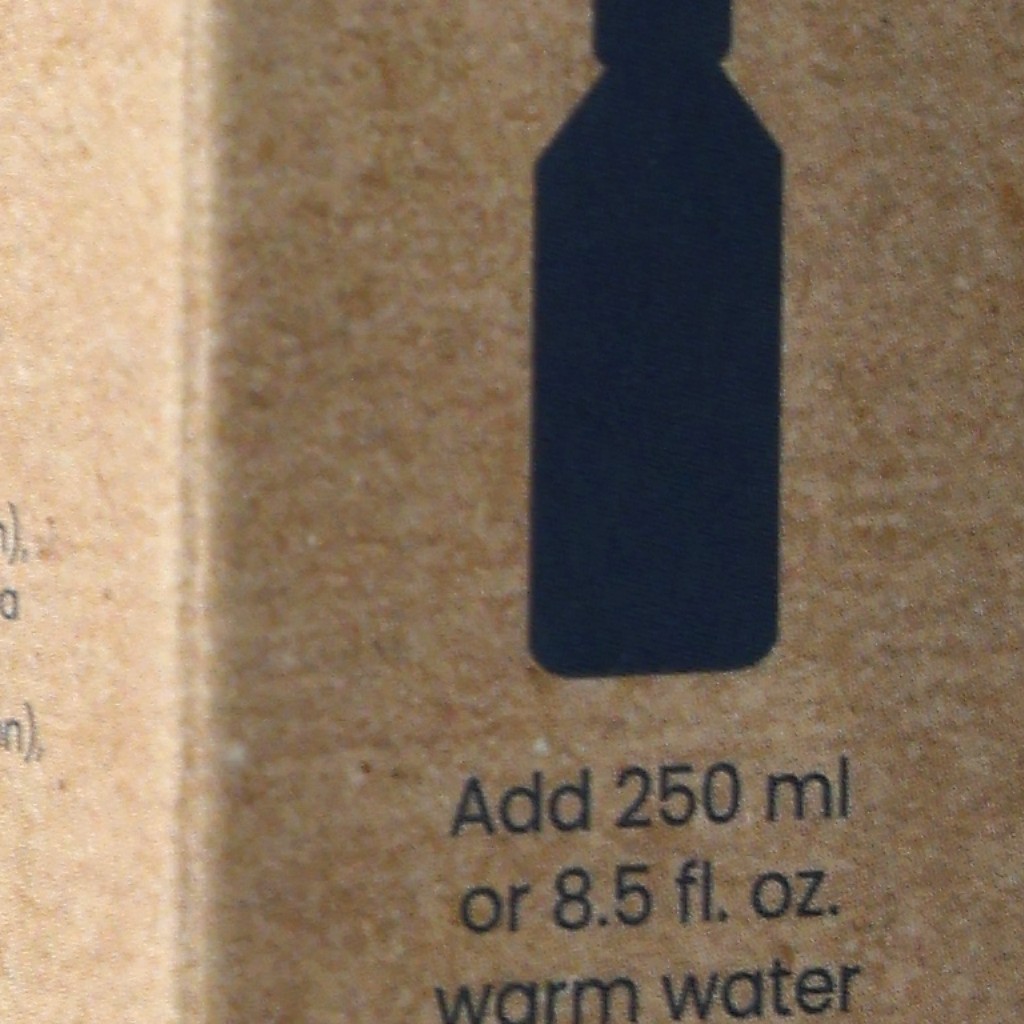 Add 250 ml
or 8.5 fl. oz.
warm water
a